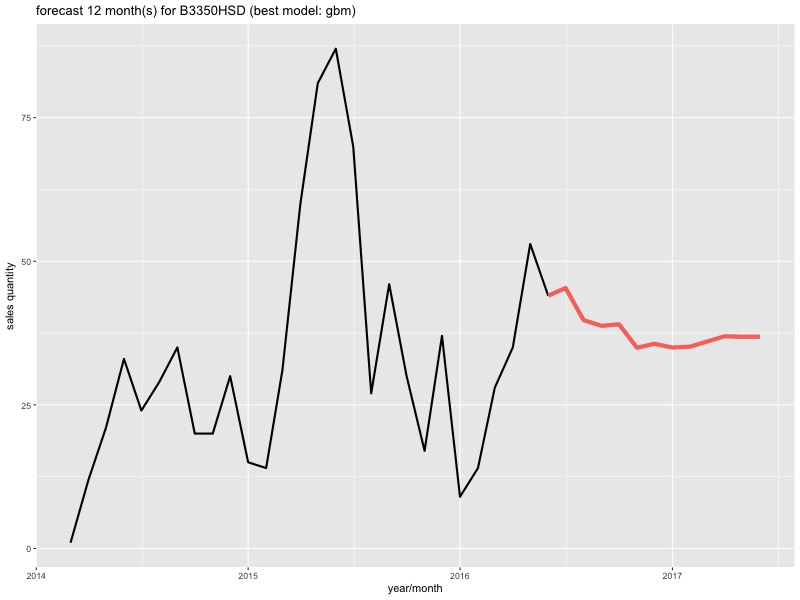 forecast 12 month(s) for B3350HSD (best model: gbm)
75
50
25
0
sales quantity
2014
2015
2016
2017
year/month